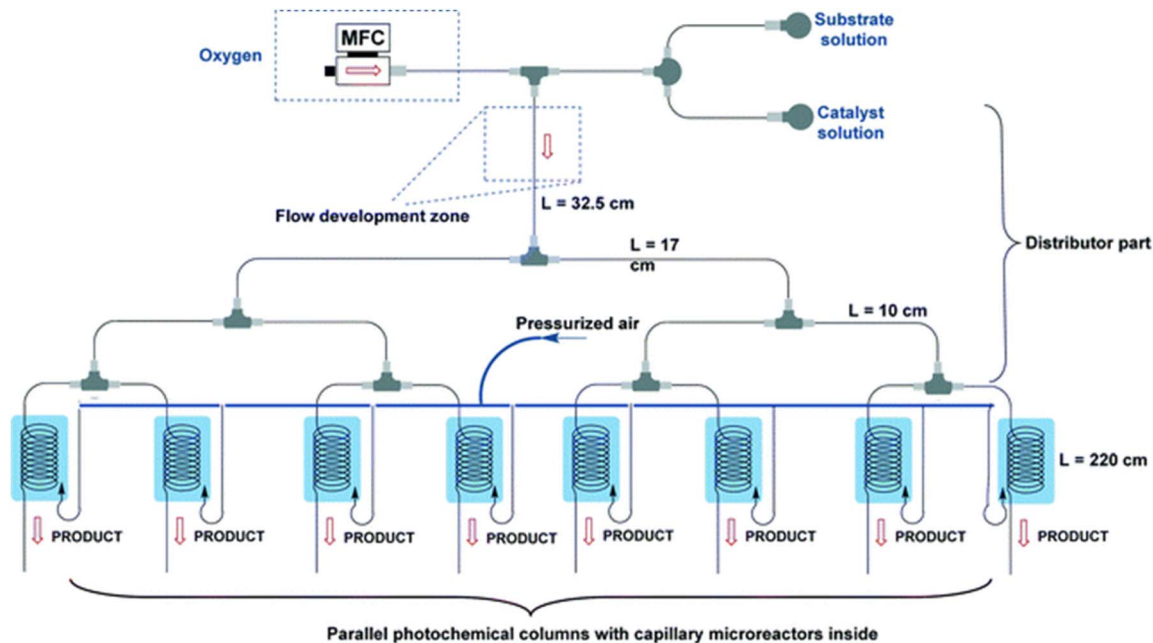 Substrate
solution
MFC
Oxygen
Catalyst
solution
L = 32.5 cm
Flow development zone
L = 17
cm
Distributor part
L = 10 cm
Pressurized air
L = 220 cm
PRODUCT
PRODUCT
PRODUCT
PRODUCT
PRODUCT
PRODUCT
PRODUCT
PRODUCT
Parallel photochemical columns with capillary microreactors inside